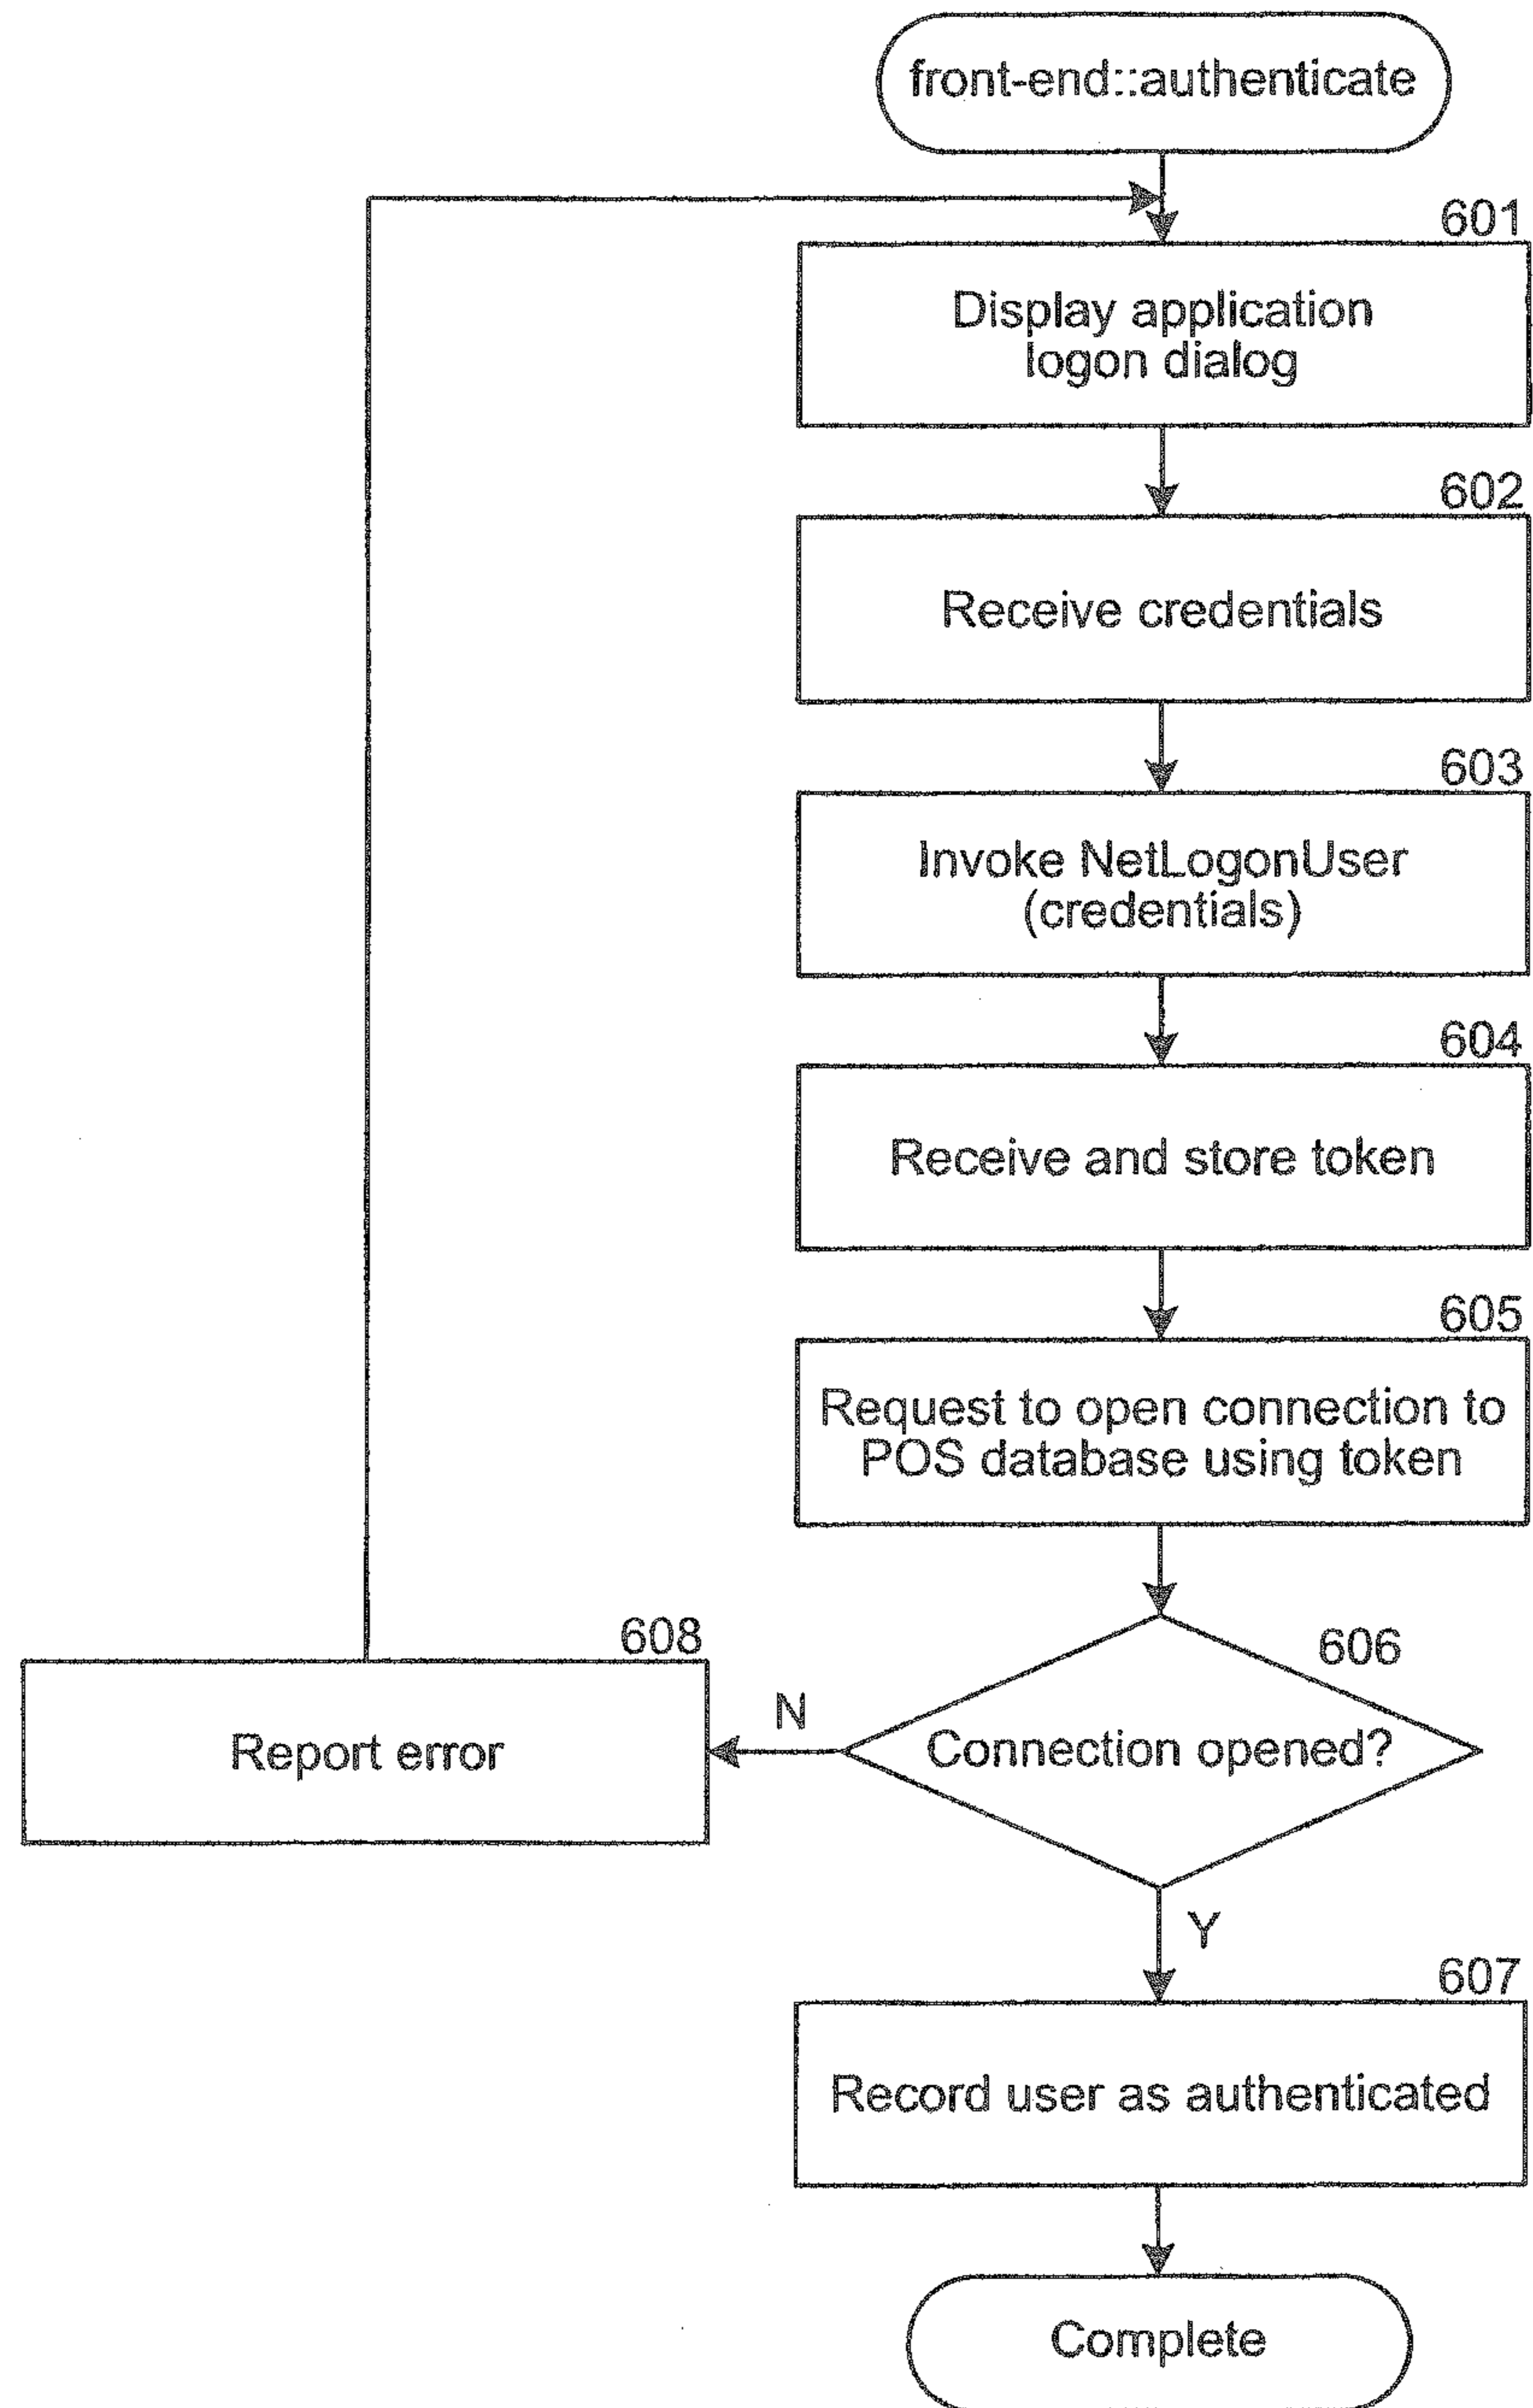 front-end::authenticate
601
Display application
logon dialog
602
Receive credentials
603
Invoke NetLogonUser
(credentials)
604
Receive and store token
605
Request to open connection to
POS database using token
606
Connection opened?
N
608
Report error
Y
607
Record user as authenticated
Complete